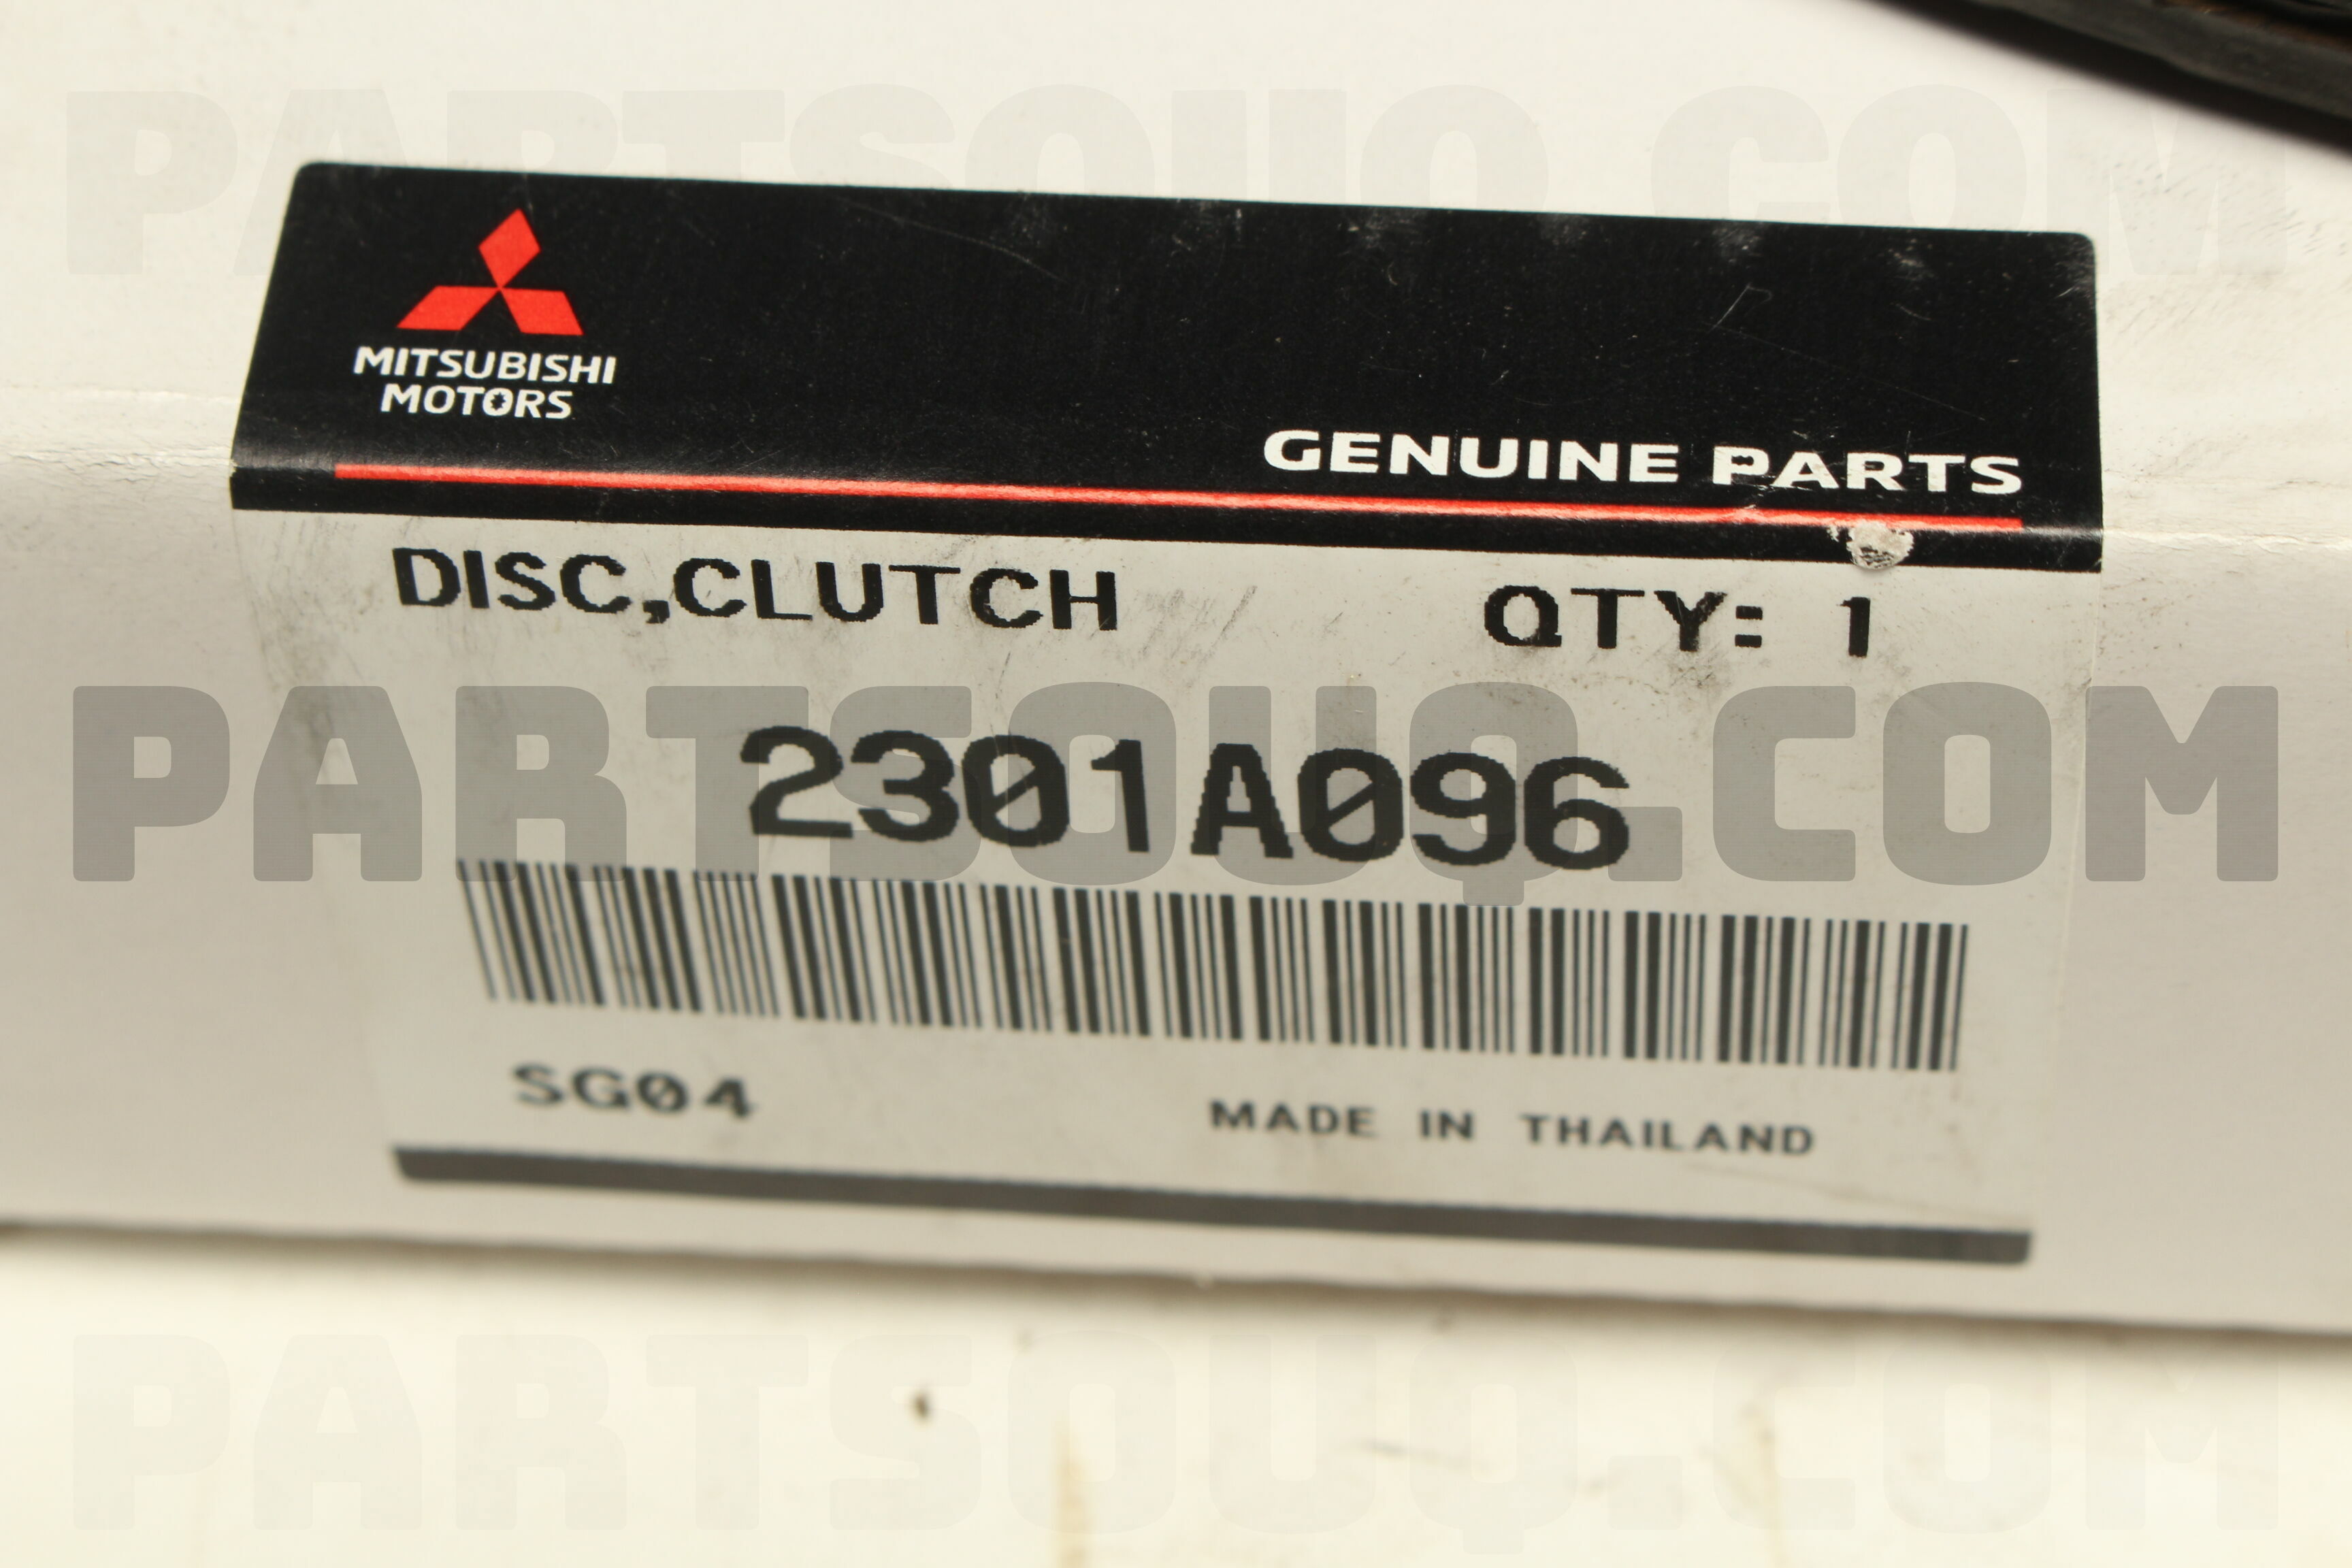 PARTSOUQ.COM
MITSUBISHI
MOTORS
GENUINE PARTS
DISC,CLUTCH QTY: 1
PARTSOUQ.COM
2301A096
SG04 MADE IN THAILAND
PARTSOUQ.COM